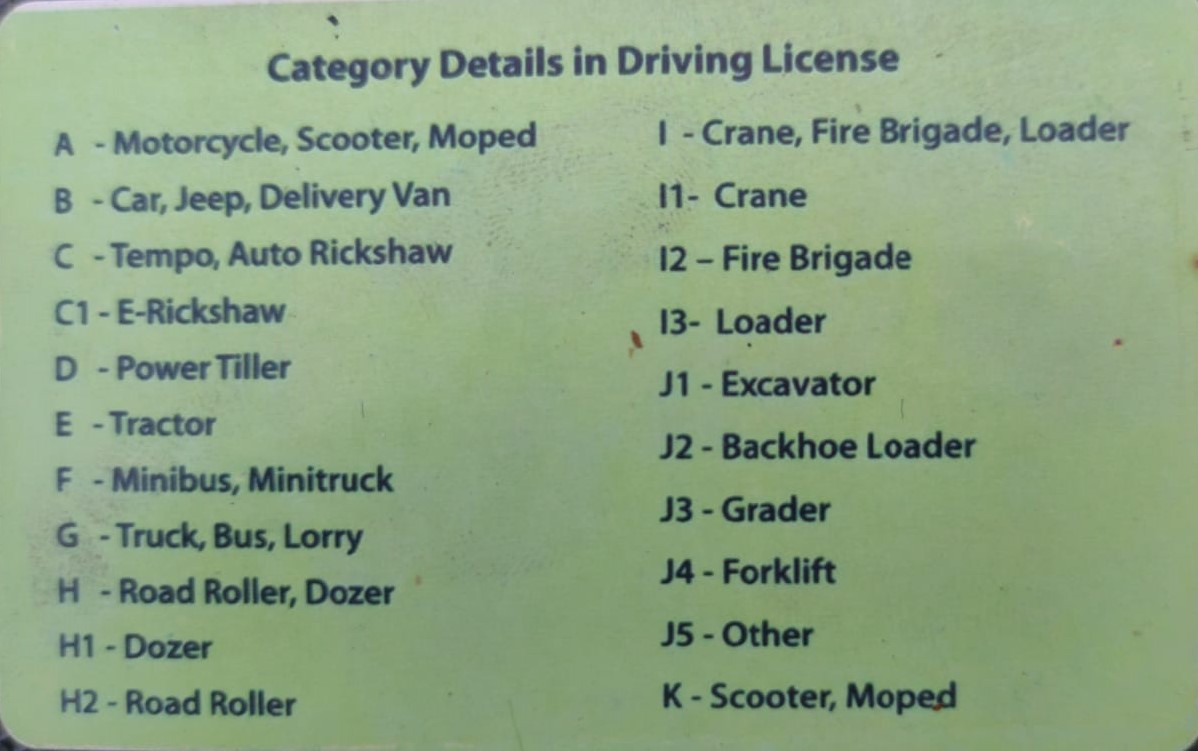 Category Details in Driving License
A - Motorcycle, Scooter, Moped
B - Car, Jeep, Delivery Van
C - Tempo, Auto Rickshaw
C1 - E-Rickshaw
D - Power Tiller
E - Tractor
F - Minibus, Minitruck
G - Truck, Bus, Lorry
H - Road Roller, Dozer
H1 - Dozer
H2 - Road Roller
I - Crane, Fire Brigade, Loader
I1- Crane
I2 – Fire Brigade
I3- Loader
J1 - Excavator
J2 - Backhoe Loader
J3 - Grader
J4 - Forklift
J5 - Other
K - Scooter, Moped